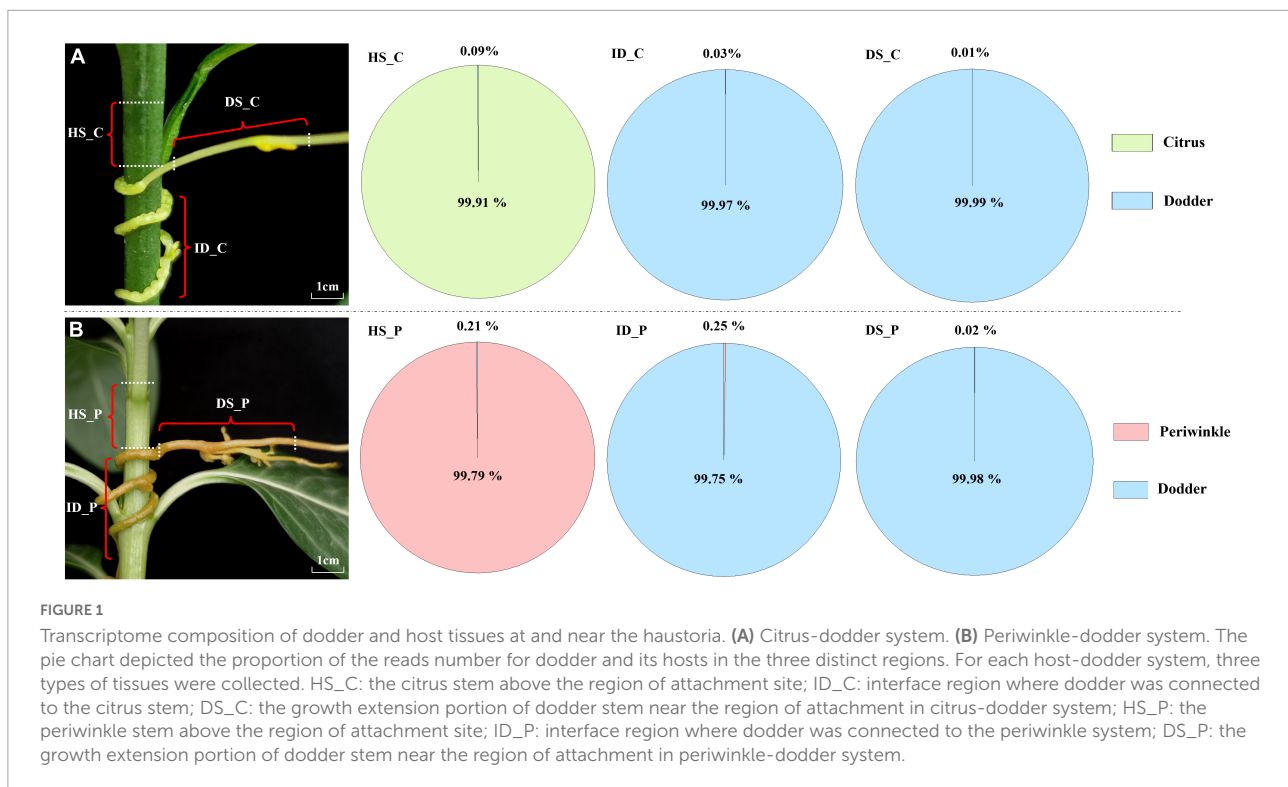 A
HS_C
DS_C
ID_C
1cm
HS_C
0.09%
99.91 %
ID_C
0.03%
99.97 %
DS_C
0.01%
99.99 %
Citrus
Dodder
B
HS_P
DS_P
ID_P
1cm
HS_P
0.21 %
99.79 %
ID_P
0.25 %
99.75 %
DS_P
0.02 %
99.98 %
Periwinkle
Dodder
FIGURE 1
Transcriptome composition of dodder and host tissues at and near the haustoria. (A) Citrus-dodder system. (B) Periwinkle-dodder system. The
pie chart depicted the proportion of the reads number for dodder and its hosts in the three distinct regions. For each host-dodder system, three
types of tissues were collected. HS_C: the citrus stem above the region of attachment site; ID_C: interface region where dodder was connected
to the citrus stem; DS_C: the growth extension portion of dodder stem near the region of attachment in citrus-dodder system; HS_P: the
periwinkle stem above the region of attachment site; ID_P: interface region where dodder was connected to the periwinkle system; DS_P: the
growth extension portion of dodder stem near the region of attachment in periwinkle-dodder system.